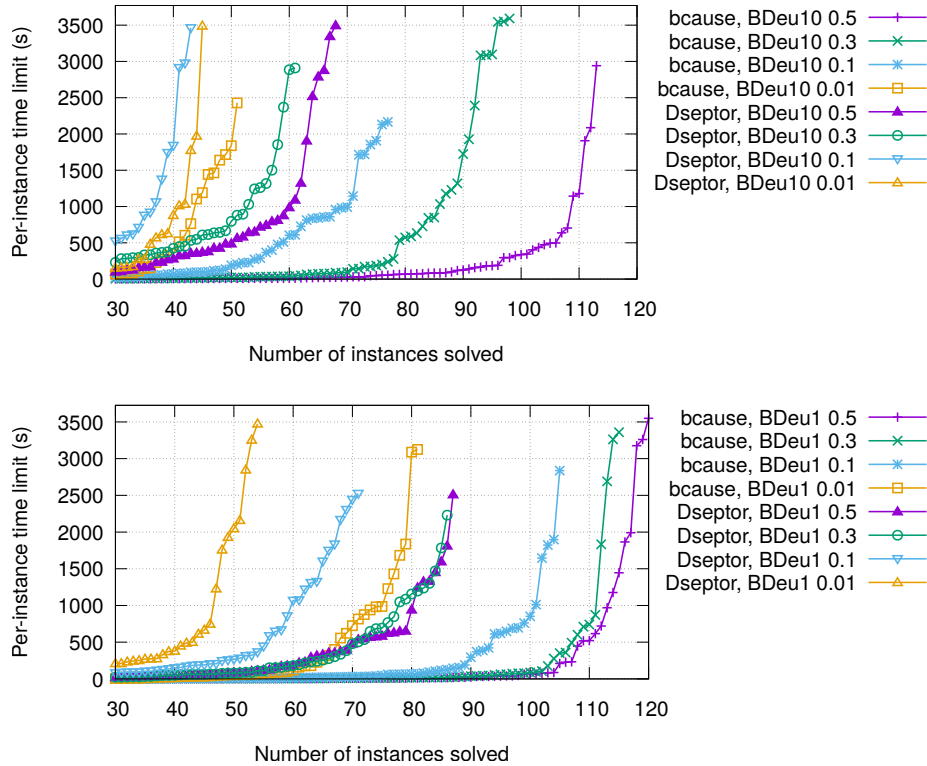 Per-instance time limit (s)
3500
3000
2500
2000
1500
1000
500
0
30 40 50 60 70 80 90 100 110 120
Number of instances solved
bcause, BDeu10 0.5
bcause, BDeu10 0.3
bcause, BDeu10 0.1
bcause, BDeu10 0.01
Dseptor, BDeu10 0.5
Dseptor, BDeu10 0.3
Dseptor, BDeu10 0.1
Dseptor, BDeu10 0.01
Per-instance time limit (s)
3500
3000
2500
2000
1500
1000
500
0
30 40 50 60 70 80 90 100 110 120
Number of instances solved
bcause, BDeu1 0.5
bcause, BDeu1 0.3
bcause, BDeu1 0.1
bcause, BDeu1 0.01
Dseptor, BDeu1 0.5
Dseptor, BDeu1 0.3
Dseptor, BDeu1 0.1
Dseptor, BDeu1 0.01